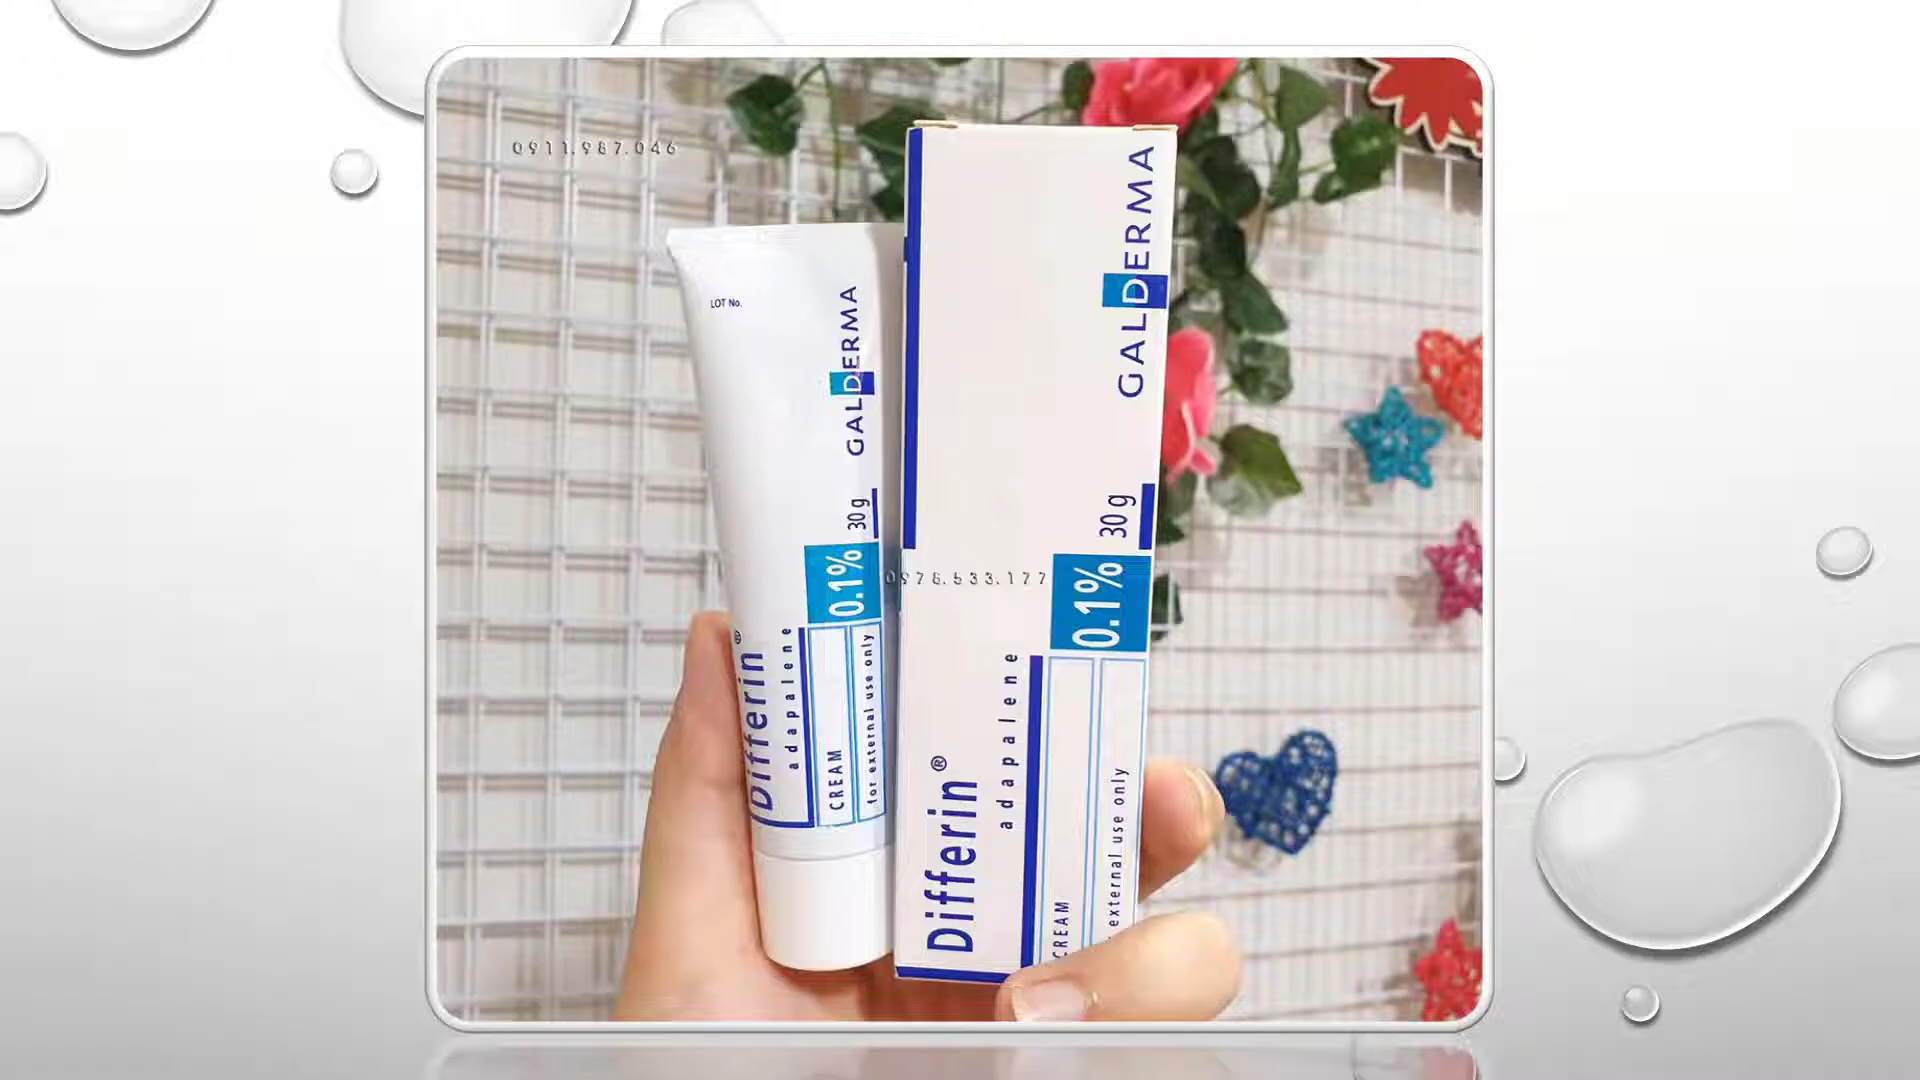 0911.987.046
LOT No.
GALDERMA
30 g
0.1%
Differin®
adapalene
CREAM
for external use only
GALDERMA
30 g
0.1%
0978.533.177
Differin®
adapalene
CREAM
external use only